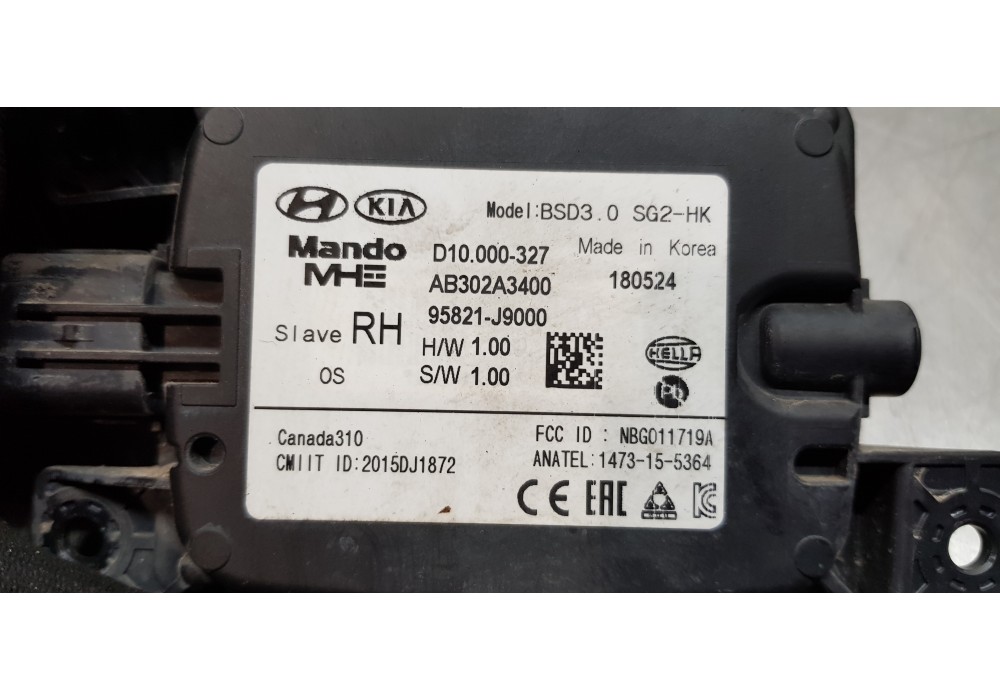 KIA
Model:BSD3.0 SG2-HK
Mando
MHE
D10.000-327
Made in Korea
AB302A3400
180524
95821-J9000
Slave RH
H/W 1.00
HELLA
OS
S/W 1.00
Pb
Canada310
FCC ID : NBG011719A
CMIIT ID:2015DJ1872
ANATEL:1473-15-5364
CE EAC